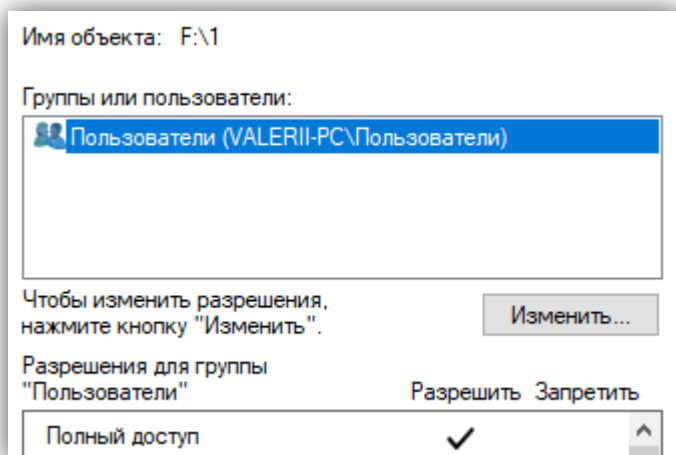 Имя объекта: F:\1
Группы или пользователи:
Пользователи (VALERII-PC\Пользователи)
Чтобы изменить разрешения,
нажмите кнопку "Изменить".
Изменить...
Разрешения для группы
"Пользователи"
Разрешить Запретить
Полный доступ